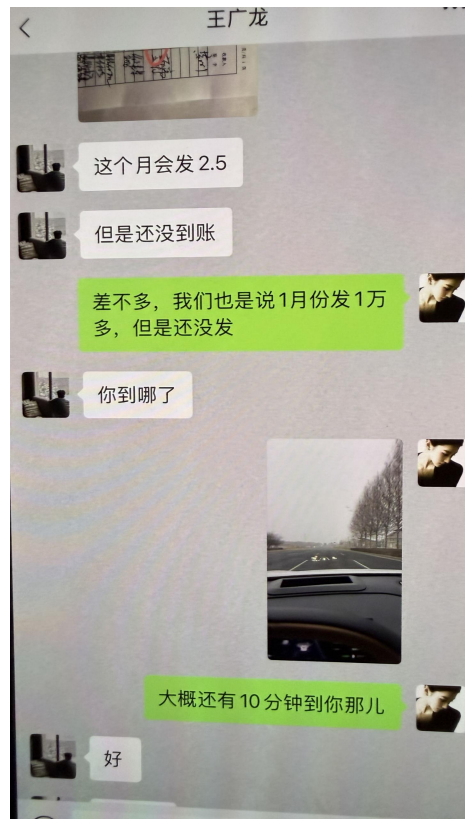 王广龙
这个月会发2.5
但是还没到账
差不多，我们也是说1月份发1万
多，但是还没发
你到哪了
大概还有10分钟到你那儿
好